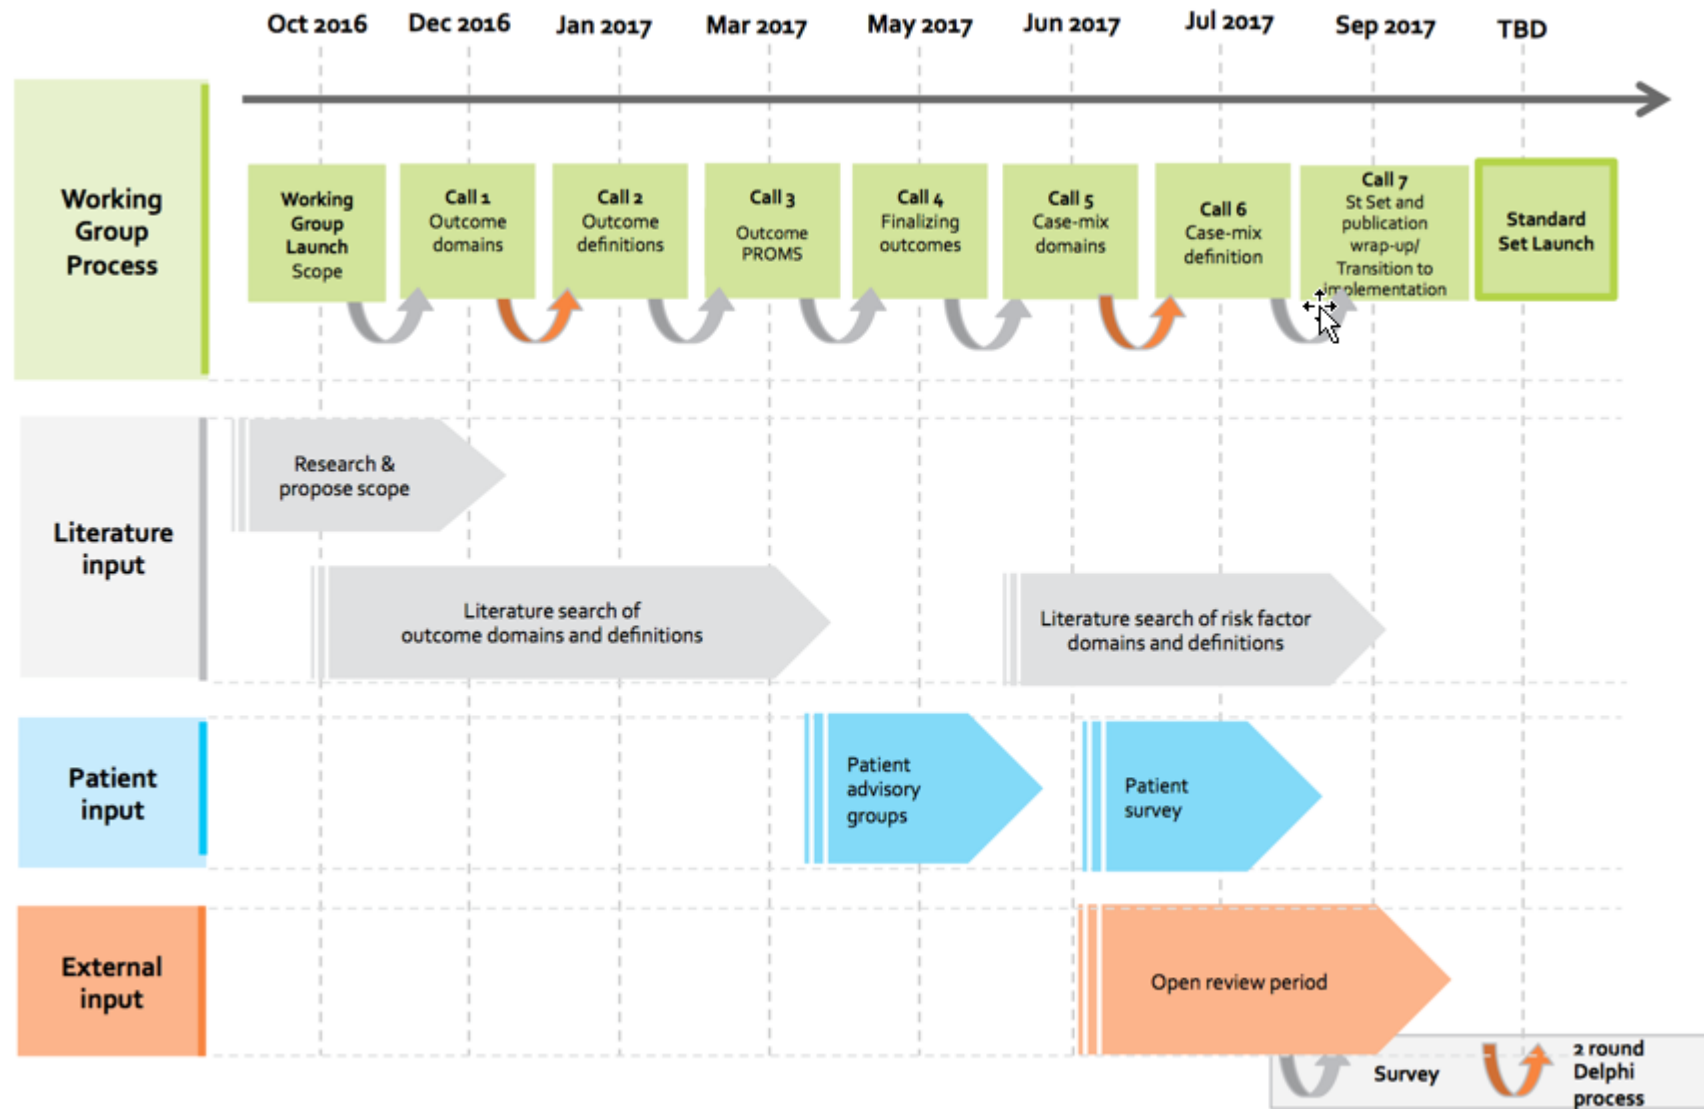 Oct 2016 Dec 2016 Jan 2017 Mar 2017 May 2017 Jun 2017 Jul 2017 Sep 2017 TBD
Working
Group
Process
Working
Group
Launch
Scope
Call 1
Outcome
domains
Call 2
Outcome
definitions
Call 3
Outcome
PROMS
Call 4
Finalizing
outcomes
Call 5
Case-mix
domains
Call 6
Case-mix
definition
Call 7
St Set and
publication
wrap-up/
Transition to
implementation
Standard
Set Launch
Literature
input
Research &
propose scope
Literature search of
outcome domains and definitions
Literature search of risk factor
domains and definitions
Patient
input
Patient
advisory
groups
Patient
survey
External
input
Open review period
Survey
2 round
Delphi
process